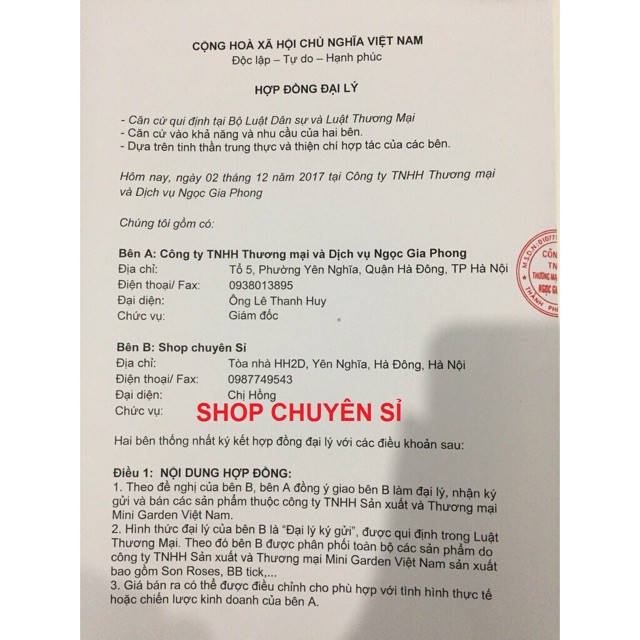 CỘNG HOÀ XÃ HỘI CHỦ NGHĨA VIỆT NAM
Độc lập – Tự do – Hạnh phúc
HỢP ĐỒNG ĐẠI LÝ
- Căn cứ qui định tại Bộ Luật Dân sự và Luật Thương Mại
- Căn cứ vào khả năng và nhu cầu của hai bên.
- Dựa trên tinh thần trung thực và thiện chí hợp tác của các bên.
Hôm nay, ngày 02 tháng 12 năm 2017 tại Công ty TNHH Thương mại
và Dịch vụ Ngọc Gia Phong
Chúng tôi gồm có:
Bên A: Công ty TNHH Thương mại và Dịch vụ Ngọc Gia Phong
Địa chỉ: Tổ 5, Phường Yên Nghĩa, Quận Hà Đông, TP Hà Nội
Điện thoại/ Fax: 0938013895
Đại diện: Ông Lê Thanh Huy
Chức vụ: Giám đốc
Bên B: Shop chuyên Sỉ
Địa chỉ: Tòa nhà HH2D, Yên Nghĩa, Hà Đông, Hà Nội
Điện thoại/ Fax: 0987749543
Đại diện: Chị Hồng
Chức vụ: SHOP CHUYÊN SỈ
Hai bên thống nhất ký kết hợp đồng đại lý với các điều khoản sau:
Điều 1: NỘI DUNG HỢP ĐỒNG:
1. Theo đề nghị của bên B, bên A đồng ý giao bên B làm đại lý, nhận ký
gửi và bán các sản phẩm thuộc công ty TNHH Sản xuất và Thương mại
Mini Garden Việt Nam.
2. Hình thức đại lý của bên B là “Đại lý ký gửi”, được qui định trong Luật
Thương Mại. Theo đó bên B được phân phối toàn bộ các sản phẩm do
công ty TNHH Sản xuất và Thương mại Mini Garden Việt Nam sản xuất
bao gồm Son Roses, BB tick,...
3. Giá bán ra có thể được điều chỉnh cho phù hợp với tình hình thực tế
hoặc chiến lược kinh doanh của bên A.
M.S.D.N: 0107
CÔN
TN
THƯƠNG MẠ
NGỌC GI
THÀNH PH